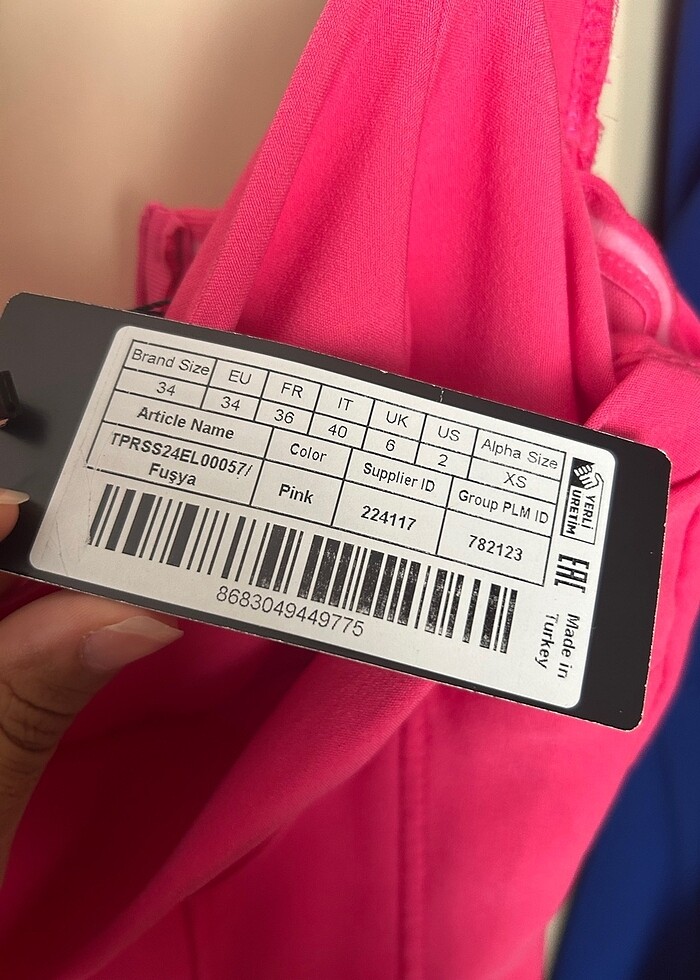 Brand Size EU FR IT UK US Alpha Size
34 34 36 40 6 2 XS
Article Name Color Supplier ID Group PLM ID
TPRSS24EL00057/
Fuşya Pink 224117 782123
8683049449775
YERLİ
ÜRETİM
EAC
Made in
Turkey